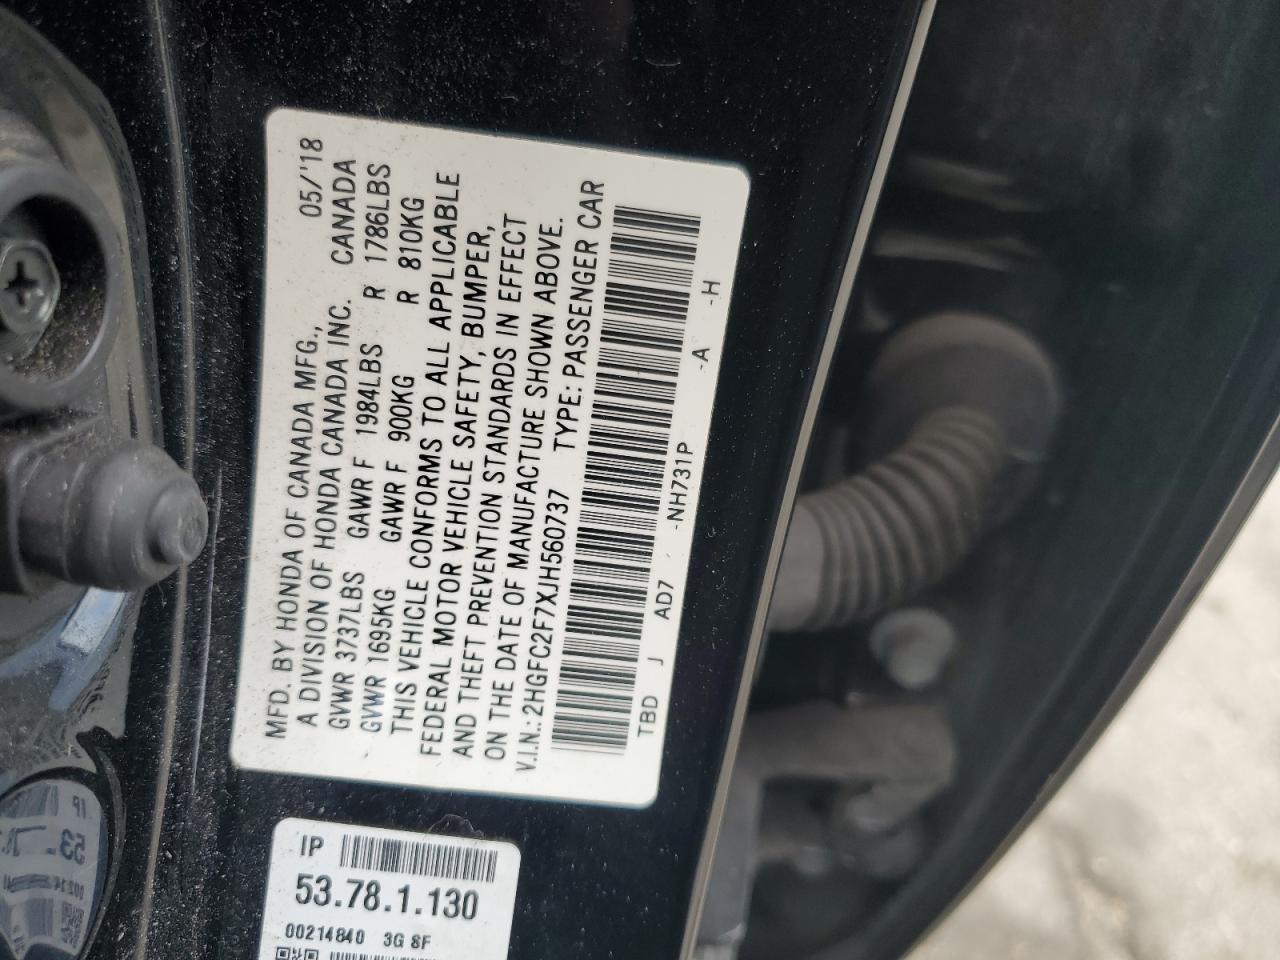 MFD. BY HONDA OF CANADA MFG., 05/'18
A DIVISION OF HONDA CANADA INC. CANADA
GVWR 3737LBS GAWR F 1984LBS R 1786LBS
GVWR 1695KG GAWR F 900KG R 810KG
THIS VEHICLE CONFORMS TO ALL APPLICABLE
FEDERAL MOTOR VEHICLE SAFETY, BUMPER,
AND THEFT PREVENTION STANDARDS IN EFFECT
ON THE DATE OF MANUFACTURE SHOWN ABOVE.
V.I.N.: 2HGFC2F7XJH560737 TYPE: PASSENGER CAR
TBD J AD7 -NH731P -A -H
IP
53.78.1.130
00214840 3G 8F
IP
53